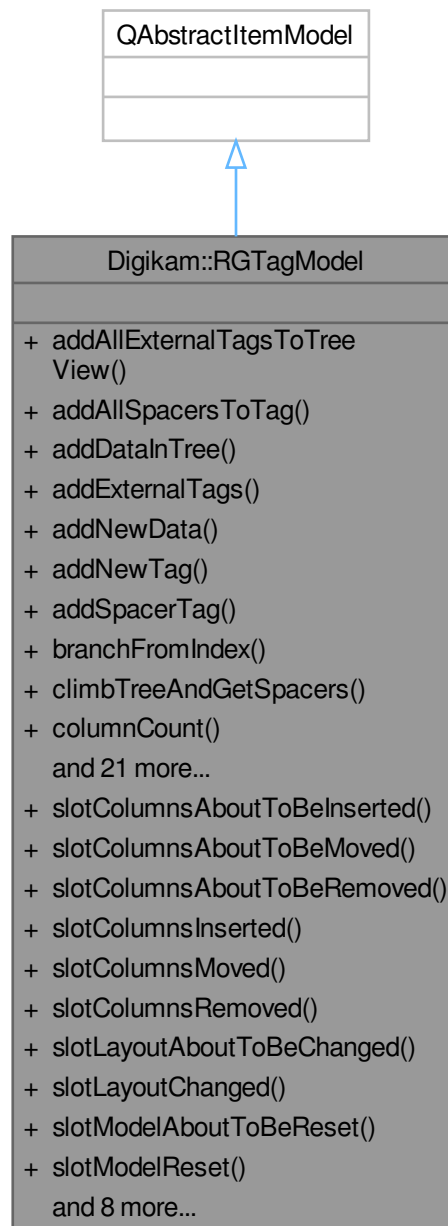 QAbstractItemModel
Digikam::RGTagModel
+ addAllExternalTagsToTree
View()
+ addAllSpacersToTag()
+ addDataInTree()
+ addExternalTags()
+ addNewData()
+ addNewTag()
+ addSpacerTag()
+ branchFromIndex()
+ climbTreeAndGetSpacers()
+ columnCount()
and 21 more...
+ slotColumnsAboutToBeInserted()
+ slotColumnsAboutToBeMoved()
+ slotColumnsAboutToBeRemoved()
+ slotColumnsInserted()
+ slotColumnsMoved()
+ slotColumnsRemoved()
+ slotLayoutAboutToBeChanged()
+ slotLayoutChanged()
+ slotModelAboutToBeReset()
+ slotModelReset()
and 8 more...